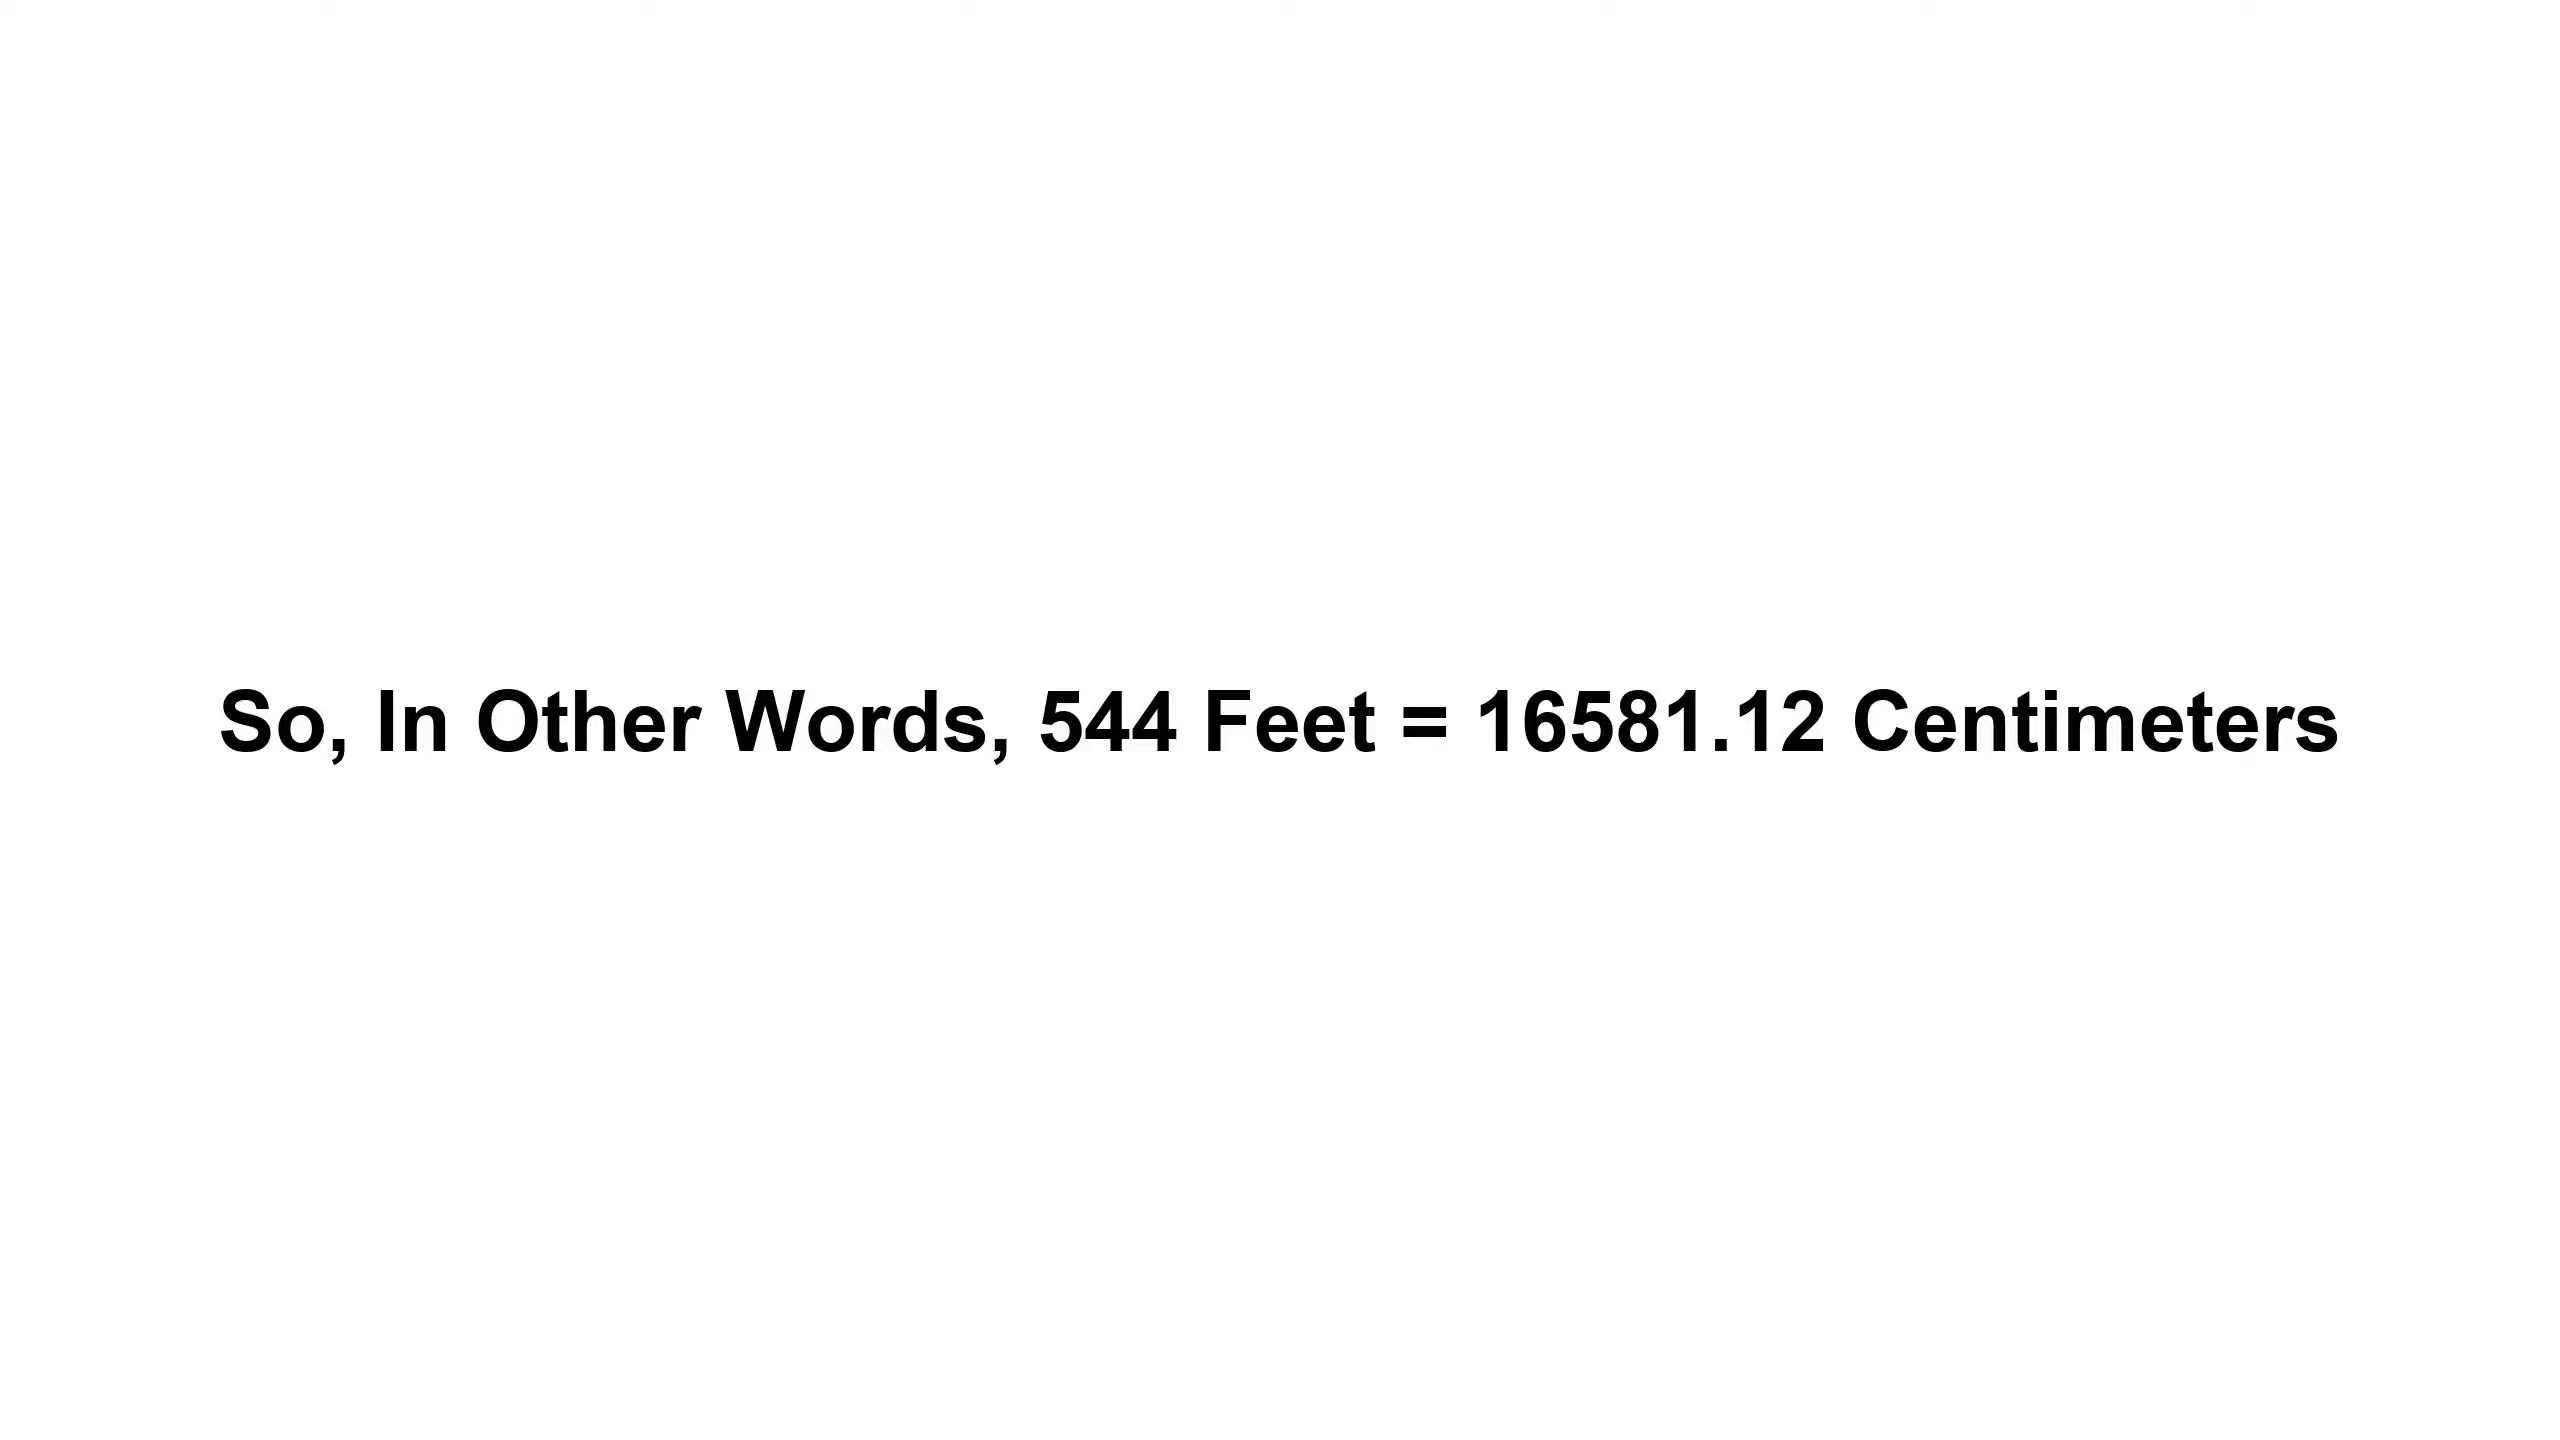 So, In Other Words, 544 Feet = 16581.12 Centimeters